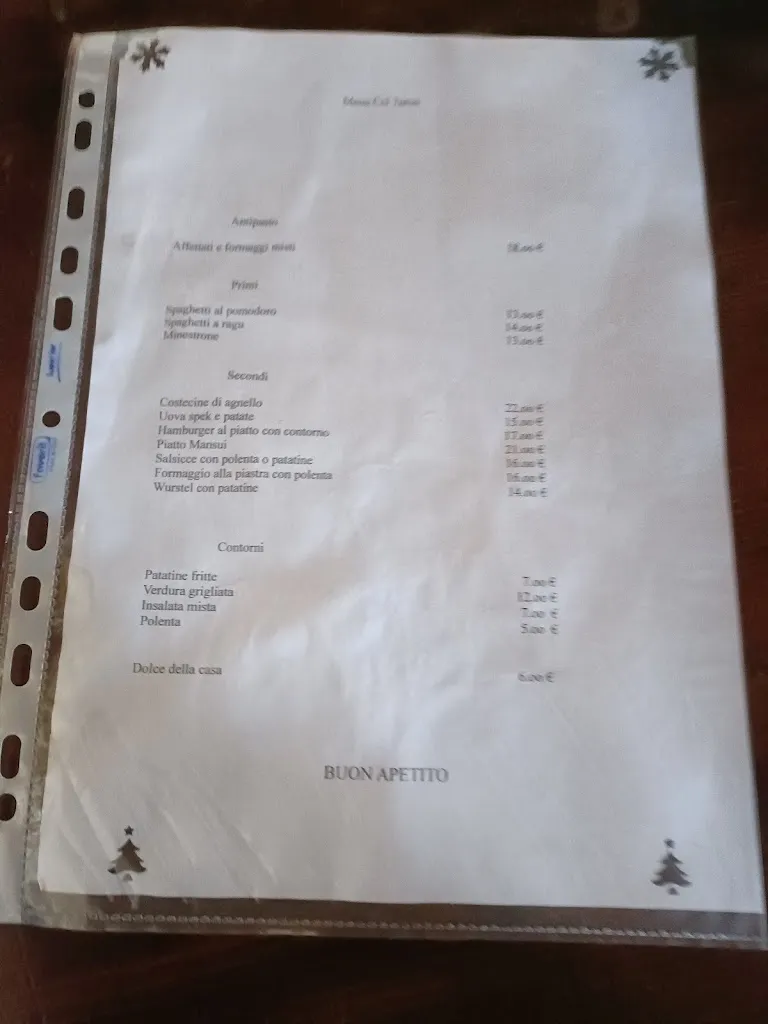 Antipasto
Affettati e formaggi misti 18.00 €
Primi
Spaghetti al pomodoro 13.00 €
Spaghetti a ragu 14.00 €
Minestrone 13.00 €
Secondi
Costecine di agnello 22.00 €
Uova spek e patate 15.00 €
Hamburger al piatto con contorno 17.00 €
Piatto Mansui 21.00 €
Salsicce con polenta o patatine 16.00 €
Formaggio alla piastra con polenta 16.00 €
Wurstel con patatine 14.00 €
Contorni
Patatine fritte 7.00 €
Verdura grigliata 12.00 €
Insalata mista 7.00 €
Polenta 5.00 €
Dolce della casa 6.00 €
BUON APETITO
Favorit